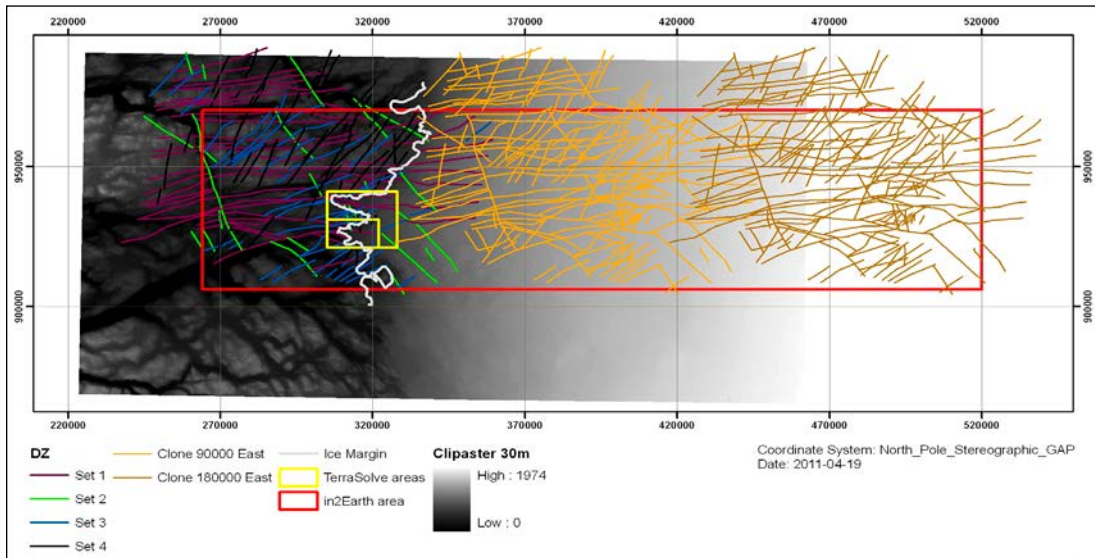 220000 270000 320000 370000 420000 470000 520000
950000 950000
900000 900000
220000 270000 320000 370000 420000 470000 520000
DZ
Set 1
Set 2
Set 3
Set 4
Clone 90000 East
Clone 180000 East
Ice Margin
TerraSolve areas
in2Earth area
Clipaster 30m
High : 1974
Low : 0
Coordinate System: North_Pole_Stereographic_GAP
Date: 2011-04-19